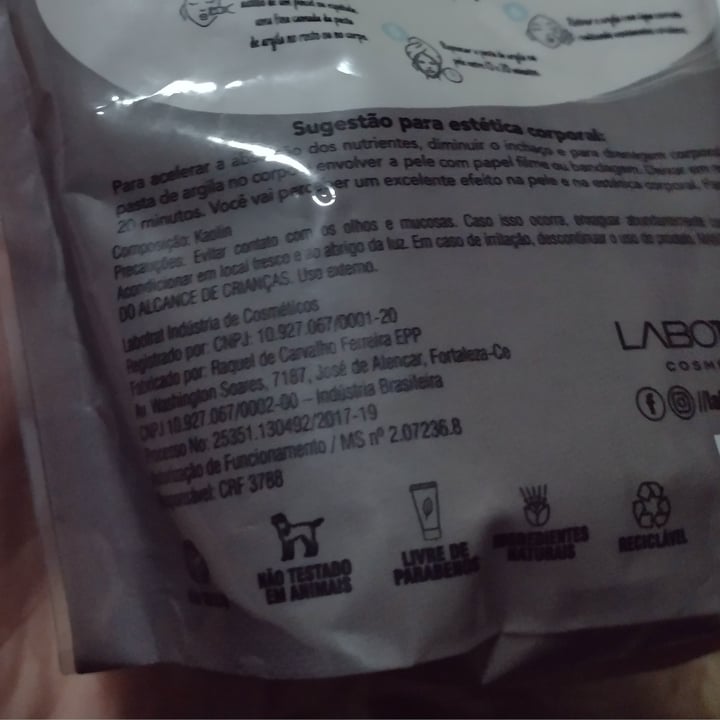 uma fina camada da pasta
de argila no rosto ou no corpo.
Sugestão para estética corporal:
Para acelerar a dos nutrientes, diminuir o inchaço e para drenagem
pasta de argila no corpo envolver a pele com papel filme ou bandagem. Deixar
20 minutos. Você vai um excelente efeito na pele e na estética corporal.
Composição: Kaolin
Precauções: Evitar contato com os olhos e mucosas. Caso isso ocorra, enxaguar abundantemente
Acondicionar em local fresco e ao abrigo da luz. Em caso de irritação, descontinuar o uso do produto.
DO ALCANCE DE CRIANÇAS. Uso externo.
Labotrat Indústria de Cosméticos
Registrado por: CNPJ: 10.927.067/0001-20
Fabricado por: Raquel de Carvalho Ferreira EPP
Av Washington Soares, 7187, José de Alencar, Fortaleza-Ce
CNPJ 10.927.067/0002-00 – Indústria Brasileira
Processo No: 25351.130492/2017-19
de Funcionamento / MS nº 2.07236.8
CRF 3788
LABO
COSM
NÃO TESTADO
EM ANIMAIS
LIVRE DE
PARABENOS
INGREDIENTES
NATURAIS
RECICLÁVEL